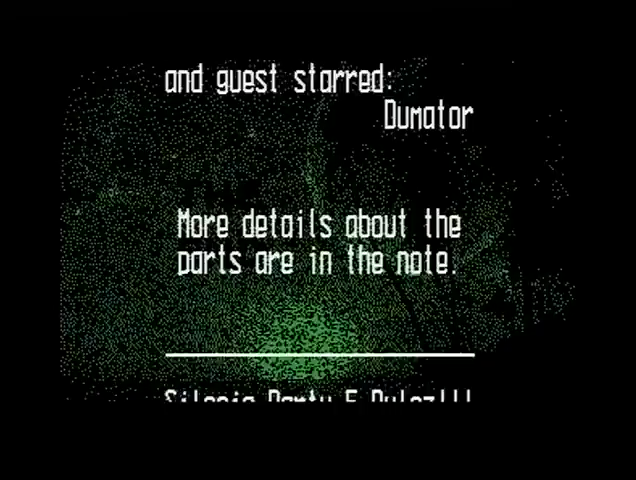 and guest starred:
Dumator
More details about the
parts are in the note.
Silesia Party 5 Rulez!!!